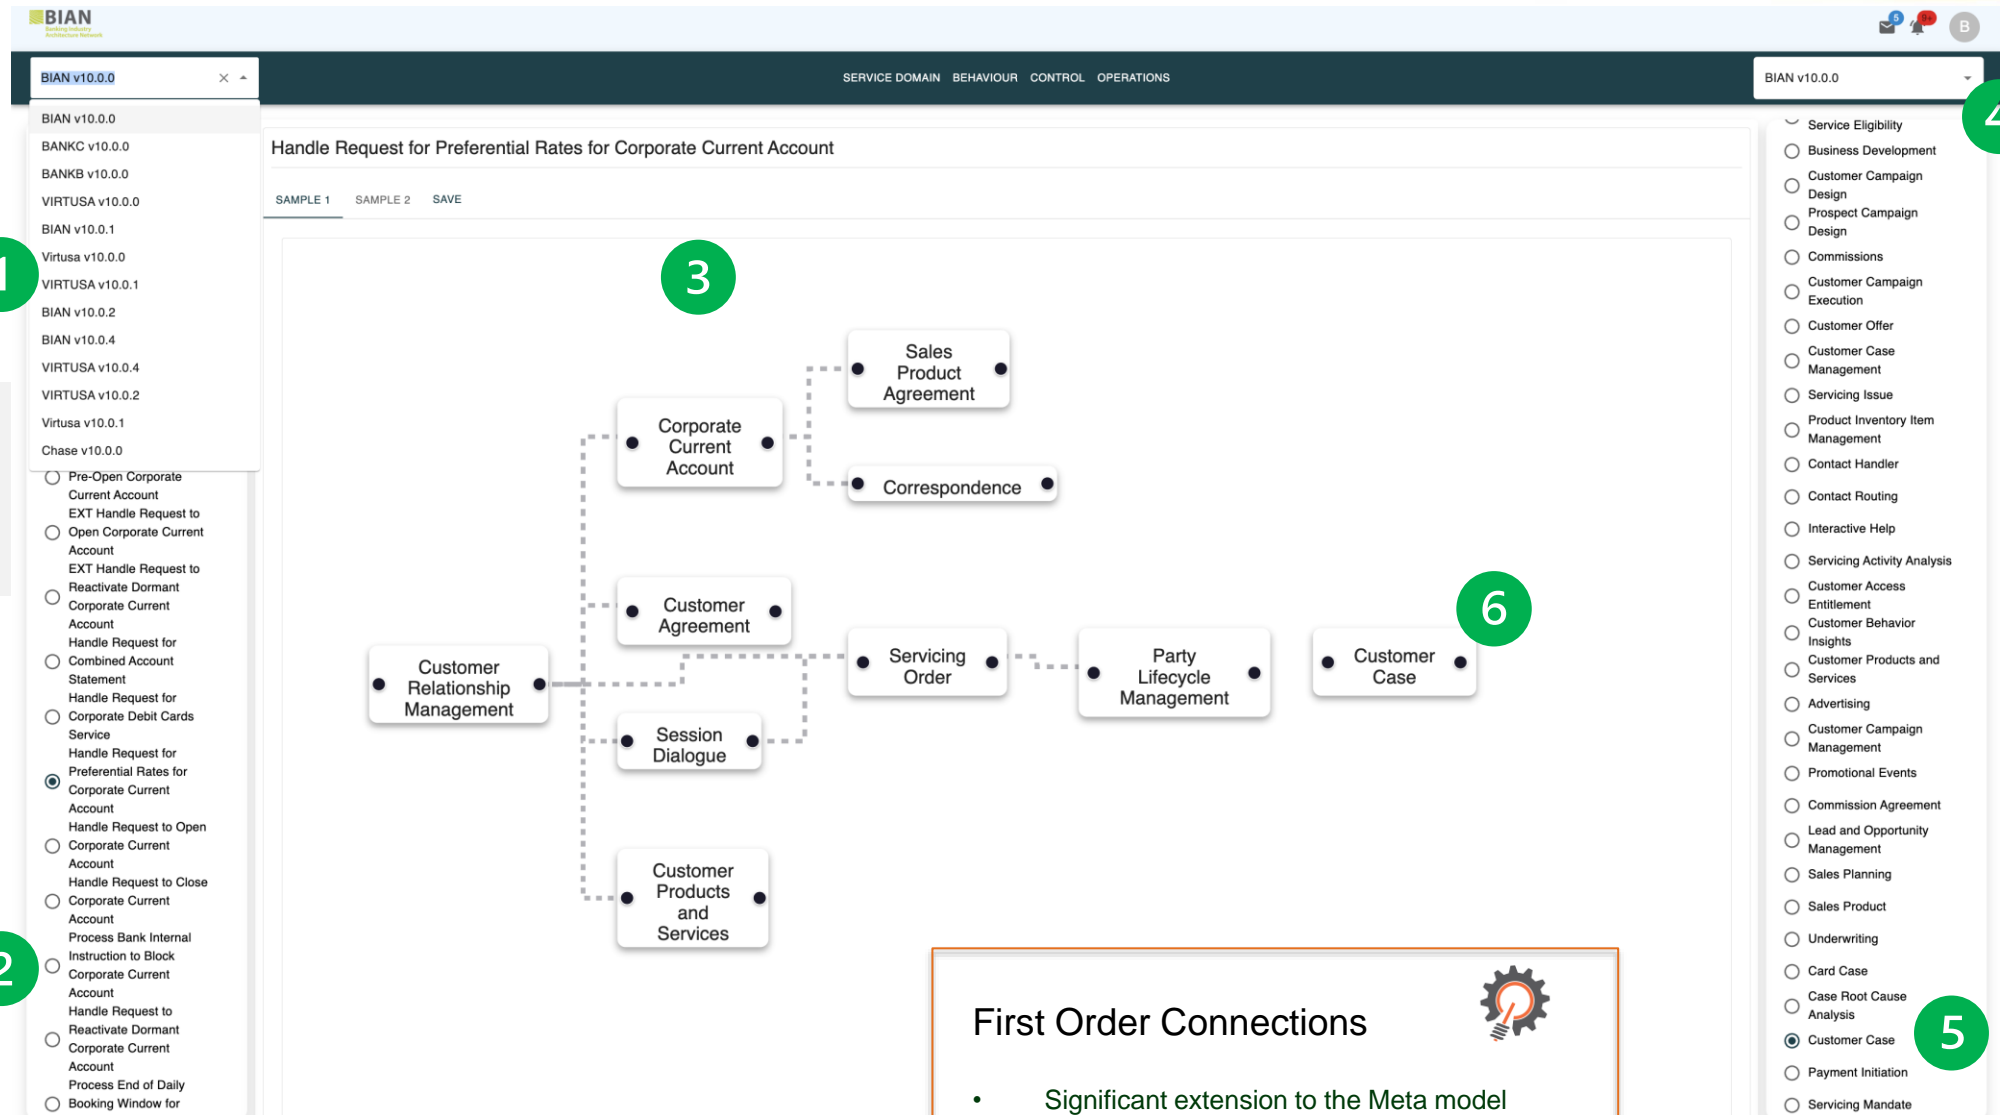 BIAN
Banking Industry
Architecture Network
5
9+
B
BIAN v10.0.0
SERVICE DOMAIN BEHAVIOUR CONTROL OPERATIONS
BIAN v10.0.0
BIAN v10.0.0
BANKC v10.0.0
BANKB v10.0.0
VIRTUSA v10.0.0
BIAN v10.0.1
Virtusa v10.0.0
VIRTUSA v10.0.1
BIAN v10.0.2
BIAN v10.0.4
VIRTUSA v10.0.4
VIRTUSA v10.0.2
Virtusa v10.0.1
Chase v10.0.0
1
Pre-Open Corporate
Current Account
EXT Handle Request to
Open Corporate Current
Account
EXT Handle Request to
Reactivate Dormant
Corporate Current
Account
Handle Request for
Combined Account
Statement
Handle Request for
Corporate Debit Cards
Service
Handle Request for
Preferential Rates for
Corporate Current
Account
Handle Request to Open
Corporate Current
Account
Handle Request to Close
Corporate Current
Account
Process Bank Internal
Instruction to Block
Corporate Current
Account
Handle Request to
Reactivate Dormant
Corporate Current
Account
Process End of Daily
Booking Window for
2
Handle Request for Preferential Rates for Corporate Current Account
SAMPLE 1 SAMPLE 2 SAVE
3
Sales
Product
Agreement
Corporate
Current
Account
Correspondence
Customer
Agreement
6
Customer
Relationship
Management
Servicing
Order
Party
Lifecycle
Management
Customer
Case
Session
Dialogue
Customer
Products
and
Services
First Order Connections
• Significant extension to the Meta model
4
Service Eligibility
Business Development
Customer Campaign
Design
Prospect Campaign
Design
Commissions
Customer Campaign
Execution
Customer Offer
Customer Case
Management
Servicing Issue
Product Inventory Item
Management
Contact Handler
Contact Routing
Interactive Help
Servicing Activity Analysis
Customer Access
Entitlement
Customer Behavior
Insights
Customer Products and
Services
Advertising
Customer Campaign
Management
Promotional Events
Commission Agreement
Lead and Opportunity
Management
Sales Planning
Sales Product
Underwriting
Card Case
Case Root Cause
Analysis
Customer Case
5
Payment Initiation
Servicing Mandate